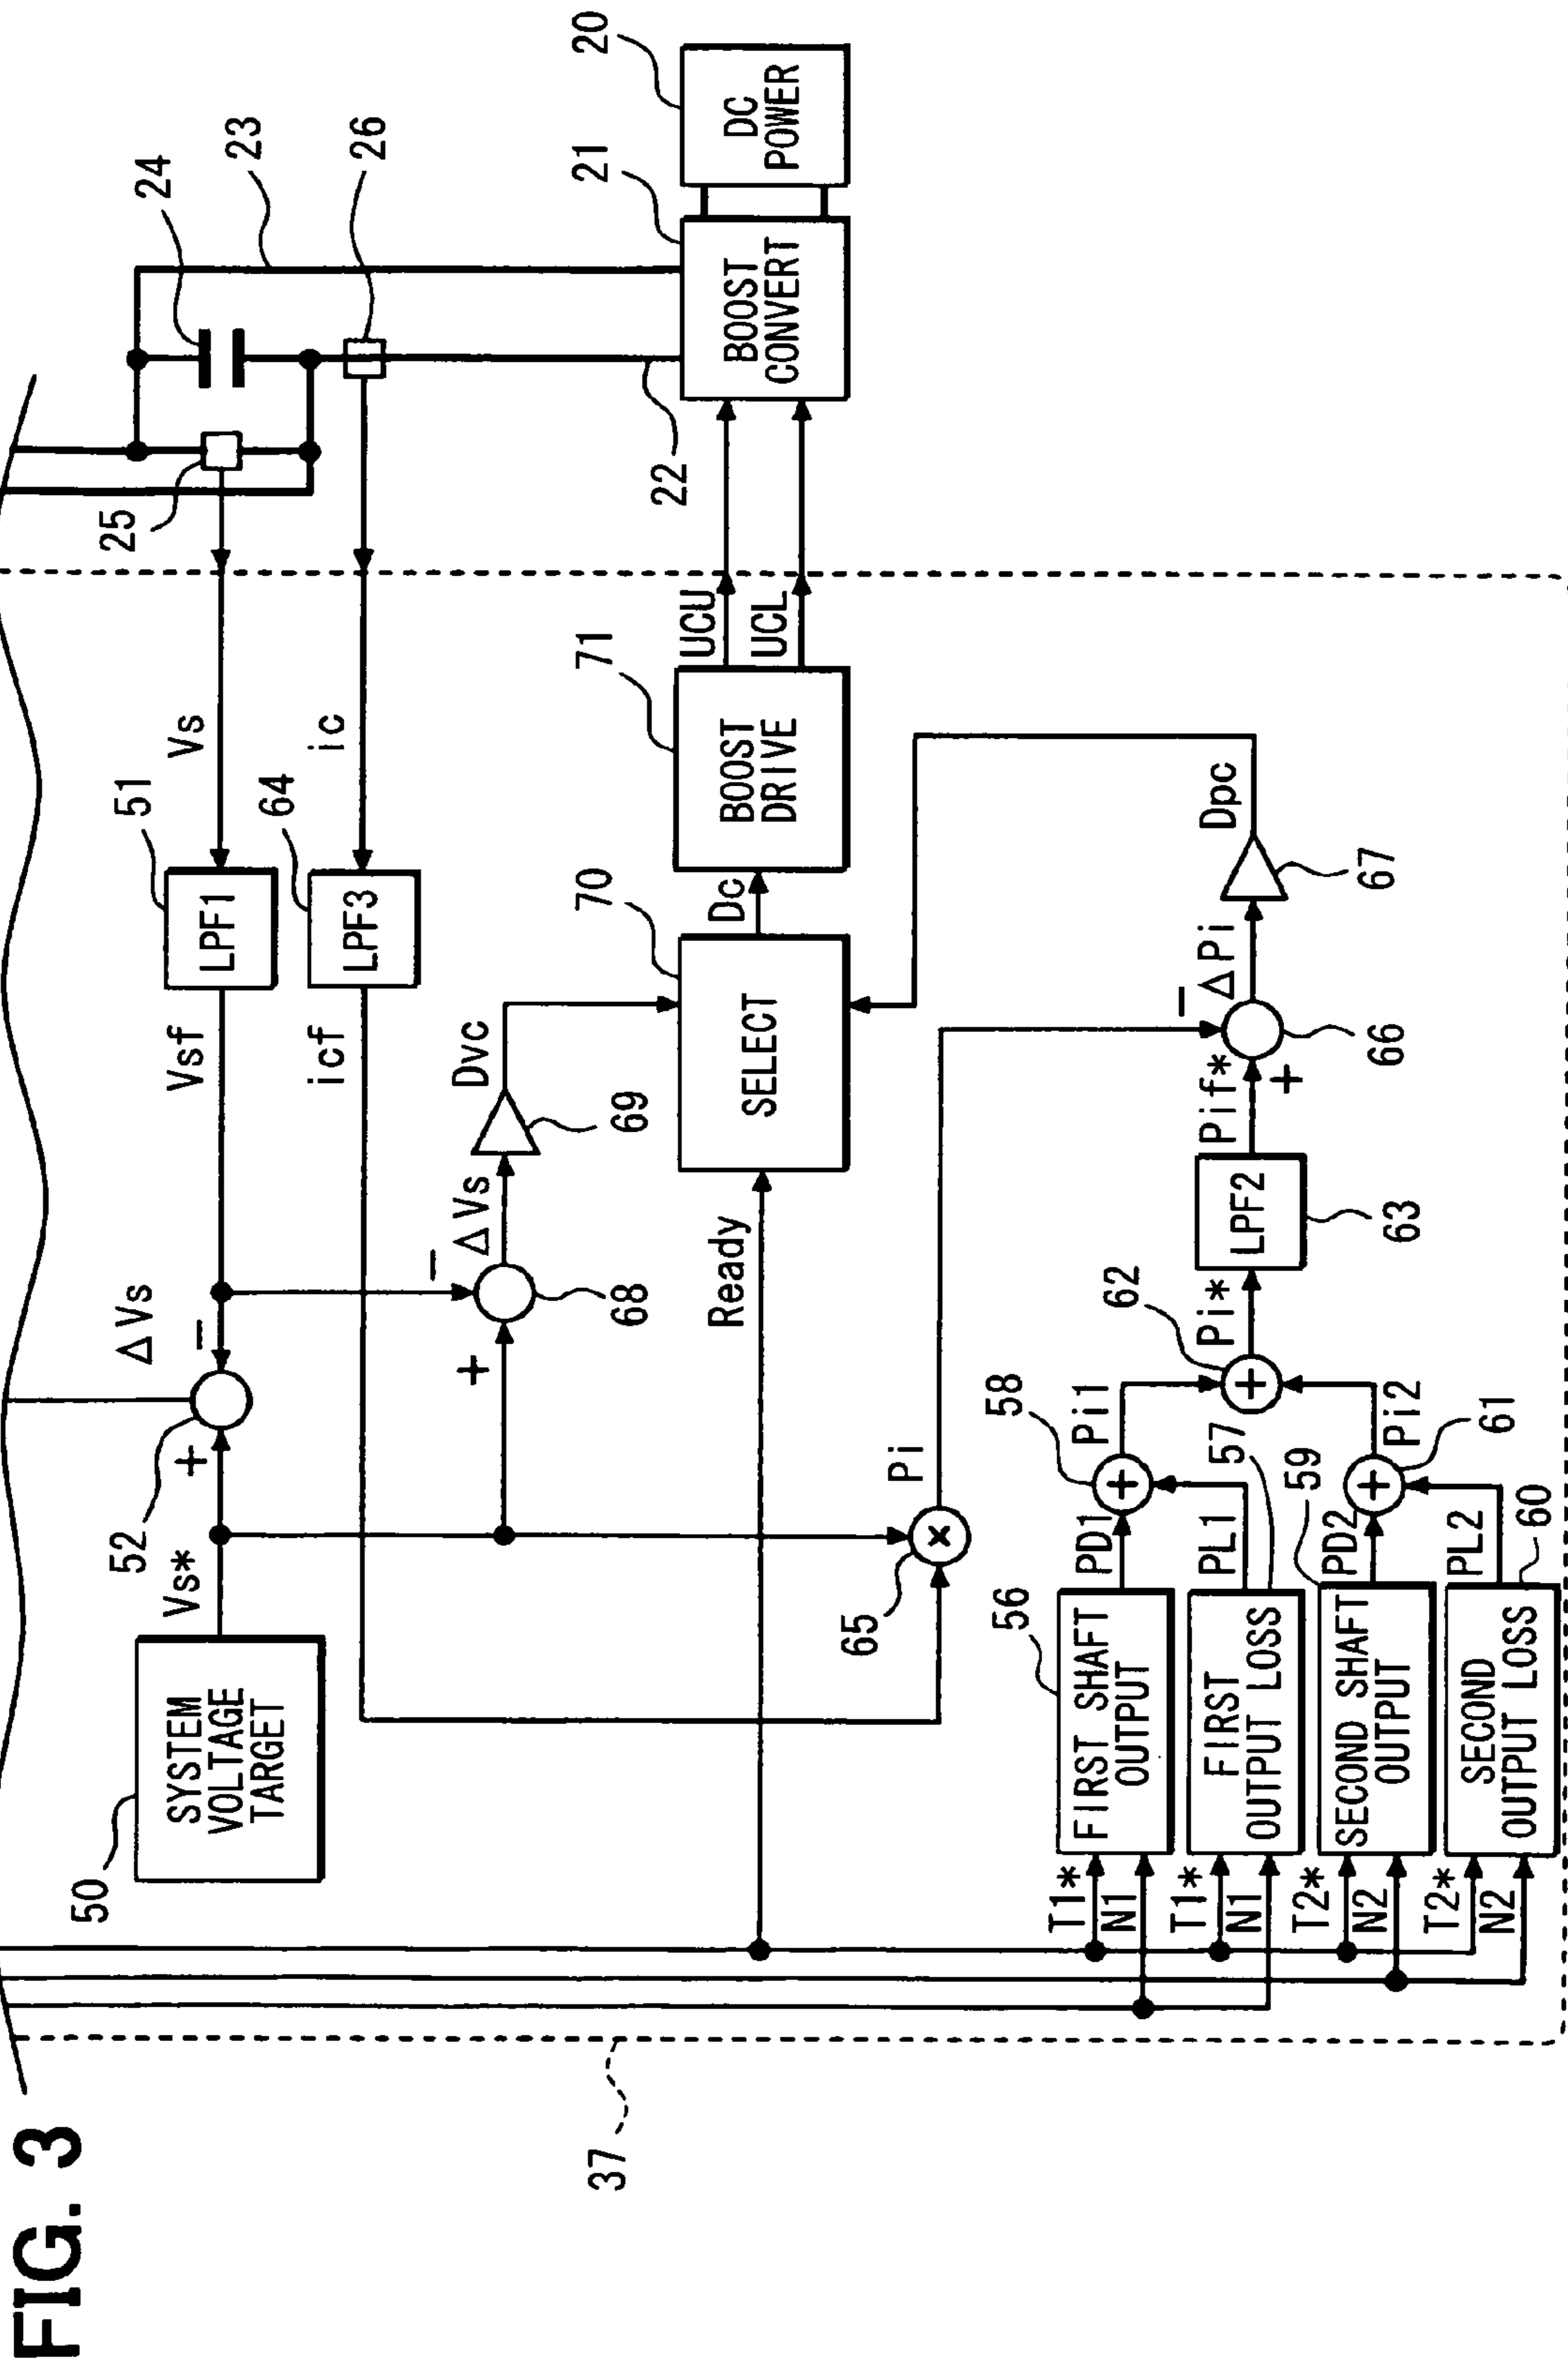 FIG. 3
37
50
SYSTEM
VOLTAGE
TARGET
Vs*
52
+
−
ΔVs
Vsf
51
LPF1
Vs
25
24
23
26
icf
64
LPF3
ic
+
−
68
ΔVs
69
Dvc
22
Ready
70
SELECT
Dc
71
BOOST
DRIVE
UCU
UCL
21
BOOST
CONVERT
20
DC
POWER
65
×
Pi
T1*
N1
56
FIRST SHAFT
OUTPUT
PD1
58
+
Pi1
T1*
N1
FIRST
OUTPUT LOSS
PL1
57
62
+
Pi*
LPF2
63
Pif*
+
−
66
ΔPi
67
Dpc
T2*
N2
59
SECOND SHAFT
OUTPUT
PD2
+
61
Pi2
T2*
N2
SECOND
OUTPUT LOSS
PL2
60